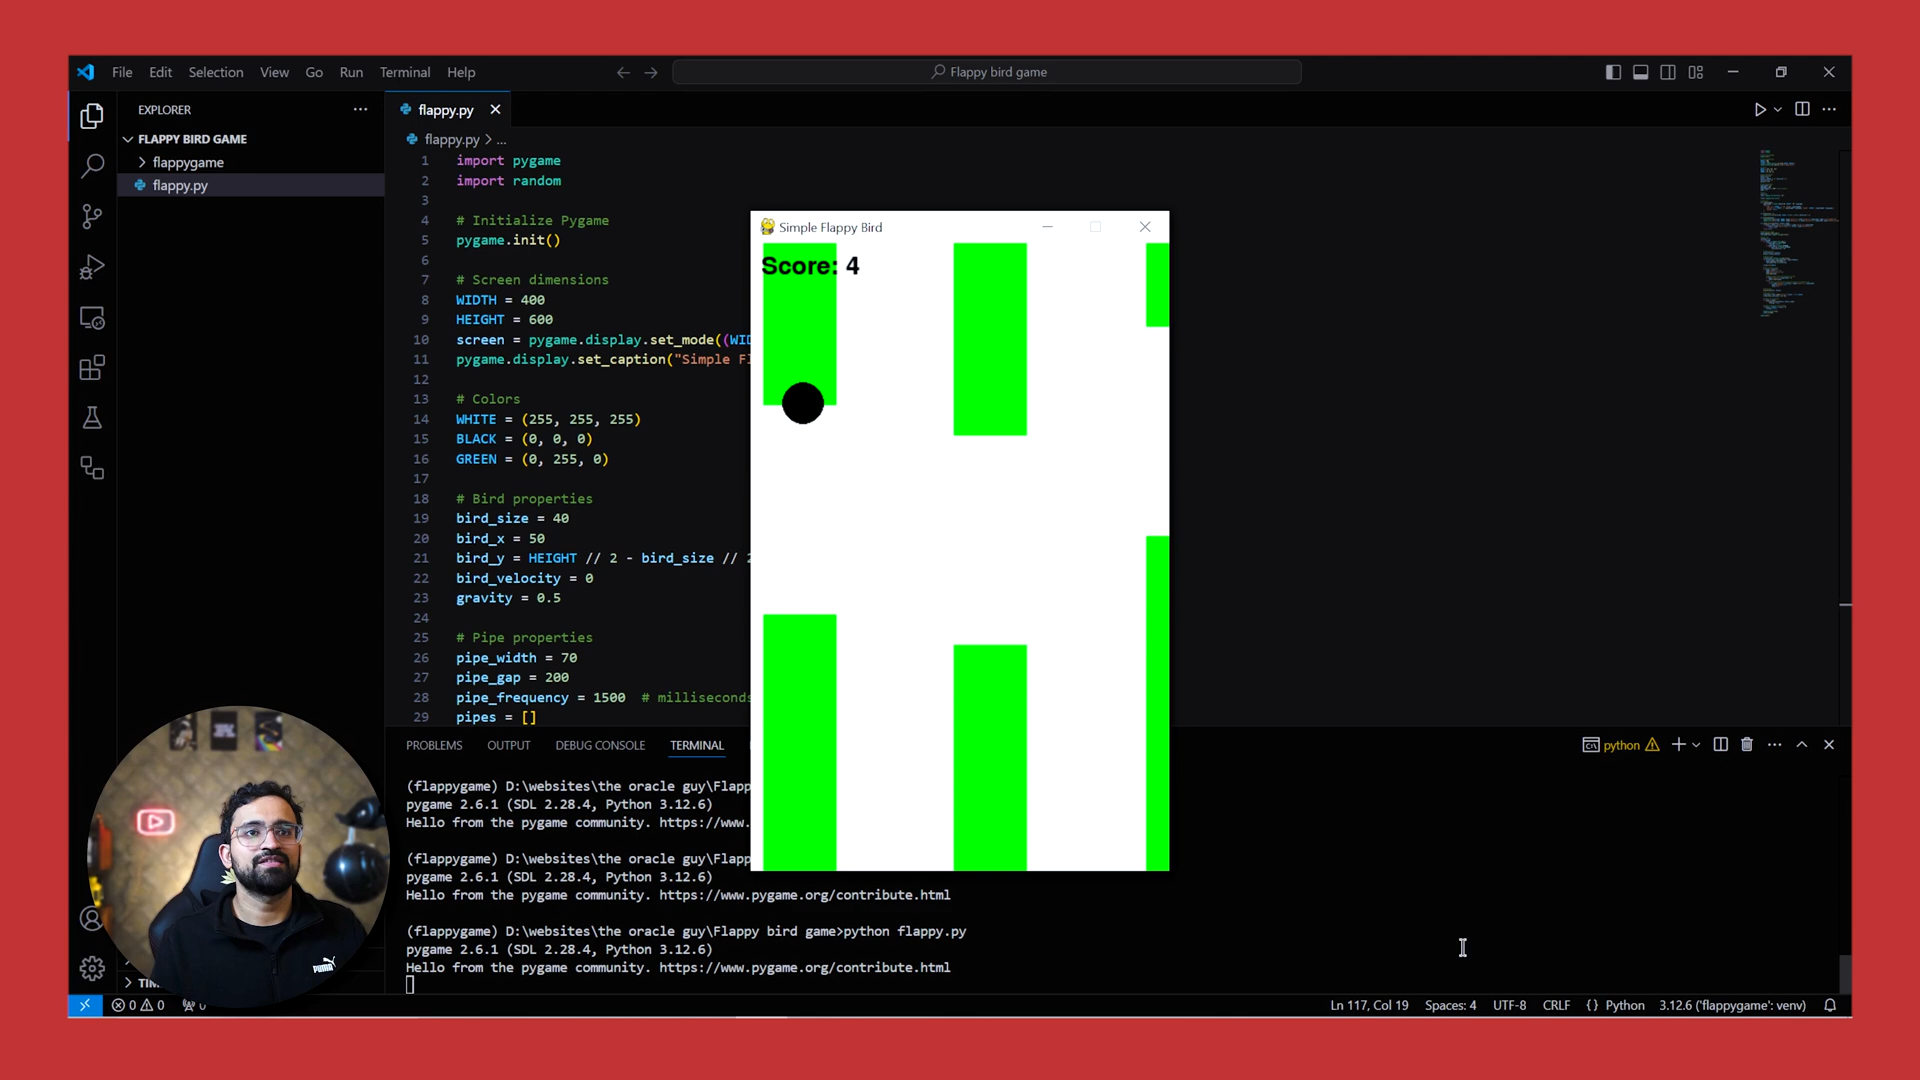 File Edit Selection View Go Run Terminal Help
Flappy bird game
EXPLORER
FLAPPY BIRD GAME
flappygame
flappy.py
flappy.py
flappy.py > ...
1 import pygame
2 import random
3
4 # Initialize Pygame
5 pygame.init()
6
7 # Screen dimensions
8 WIDTH = 400
9 HEIGHT = 600
10 screen = pygame.display.set_mode((WID
11 pygame.display.set_caption("Simple Fl
12
13 # Colors
14 WHITE = (255, 255, 255)
15 BLACK = (0, 0, 0)
16 GREEN = (0, 255, 0)
17
18 # Bird properties
19 bird_size = 40
20 bird_x = 50
21 bird_y = HEIGHT // 2 - bird_size // 2
22 bird_velocity = 0
23 gravity = 0.5
24
25 # Pipe properties
26 pipe_width = 70
27 pipe_gap = 200
28 pipe_frequency = 1500 # milliseconds
29 pipes = []
Simple Flappy Bird
Score: 4
PROBLEMS OUTPUT DEBUG CONSOLE TERMINAL
python
(flappygame) D:\websites\the oracle guy\Flapp
pygame 2.6.1 (SDL 2.28.4, Python 3.12.6)
Hello from the pygame community. https://www.
(flappygame) D:\websites\the oracle guy\Flapp
pygame 2.6.1 (SDL 2.28.4, Python 3.12.6)
Hello from the pygame community. https://www.pygame.org/contribute.html
(flappygame) D:\websites\the oracle guy\Flappy bird game>python flappy.py
pygame 2.6.1 (SDL 2.28.4, Python 3.12.6)
Hello from the pygame community. https://www.pygame.org/contribute.html
PUMA
TIM
0 0 0
Ln 117, Col 19 Spaces: 4 UTF-8 CRLF {} Python 3.12.6 ('flappygame': venv)